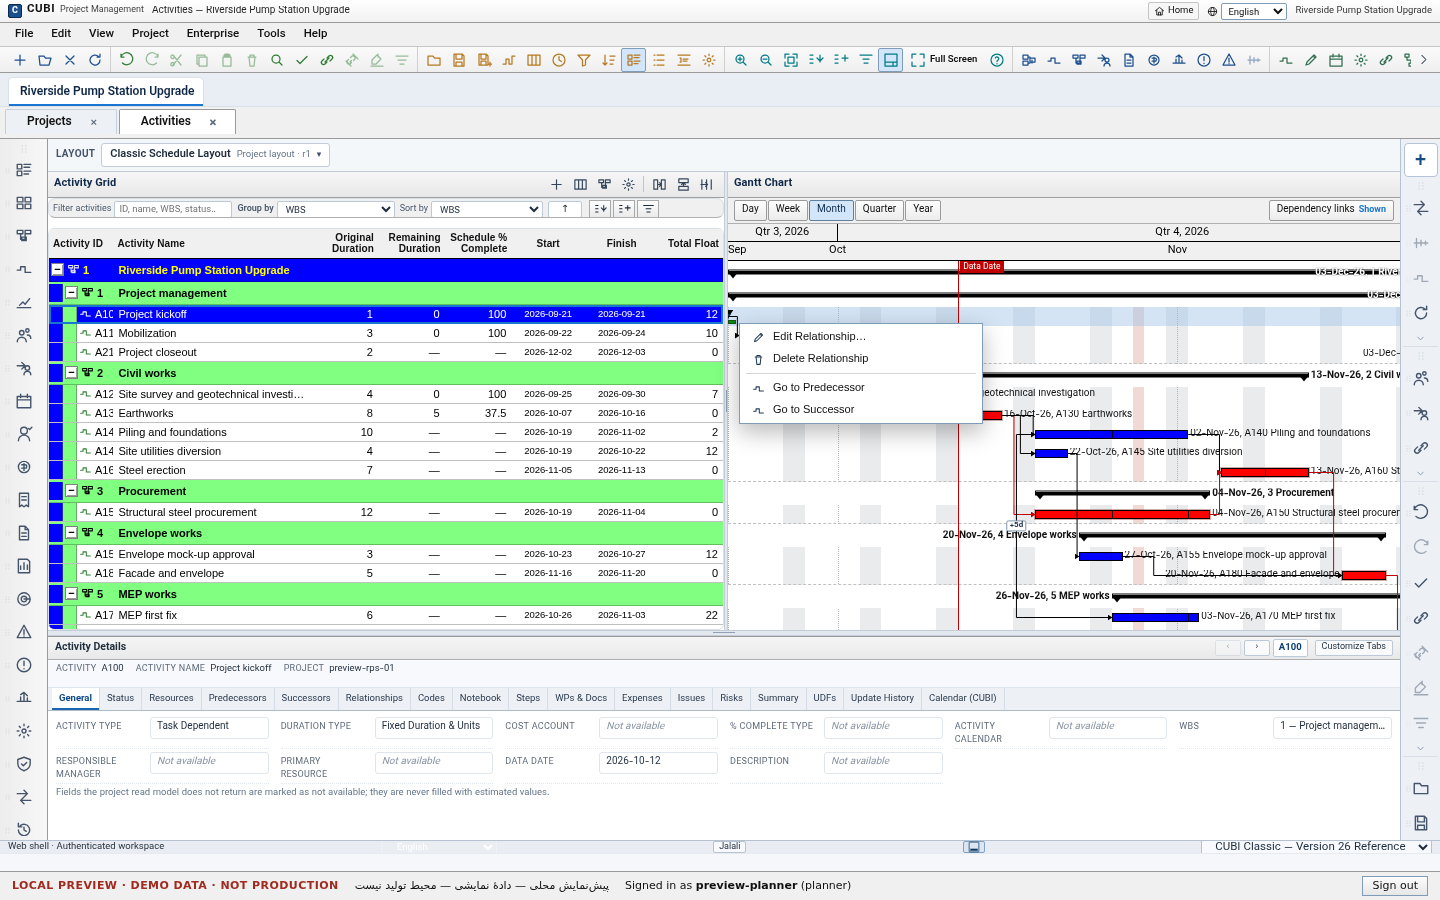 CUBI Project Management Activities — Riverside Pump Station Upgrade Home English Riverside Pump Station Upgrade
File Edit View Project Enterprise Tools Help
Full Screen
Riverside Pump Station Upgrade
Projects × Activities ×
LAYOUT Classic Schedule Layout Project layout · r1
Activity Grid
Filter activities ID, name, WBS, status.. Group by WBS Sort by WBS
Activity ID Activity Name Original Duration Remaining Duration Schedule % Complete Start Finish Total Float
1 Riverside Pump Station Upgrade
1 Project management
A10 Project kickoff 1 0 100 2026-09-21 2026-09-21 12
A11 Mobilization 3 0 100 2026-09-22 2026-09-24 10
A21 Project closeout 2 — — 2026-12-02 2026-12-03 0
2 Civil works
A12 Site survey and geotechnical investi… 4 0 100 2026-09-25 2026-09-30 7
A13 Earthworks 8 5 37.5 2026-10-07 2026-10-16 0
A14 Piling and foundations 10 — — 2026-10-19 2026-11-02 2
A14 Site utilities diversion 4 — — 2026-10-19 2026-10-22 12
A16 Steel erection 7 — — 2026-11-05 2026-11-13 0
3 Procurement
A15 Structural steel procurement 12 — — 2026-10-19 2026-11-04 0
4 Envelope works
A15 Envelope mock-up approval 3 — — 2026-10-23 2026-10-27 12
A18 Facade and envelope 5 — — 2026-11-16 2026-11-20 0
5 MEP works
A17 MEP first fix 6 — — 2026-10-26 2026-11-03 22
Gantt Chart
Day Week Month Quarter Year Dependency links Shown
Qtr 3, 2026 Qtr 4, 2026
Sep Oct Nov
Data Date
03-Dec-26, 1 River
03-Dec
03-Dec-
Edit Relationship…
Delete Relationship
Go to Predecessor
Go to Successor
13-Nov-26, 2 Civil w
eotechnical investigation
16-Oct-26, A130 Earthworks
02-Nov-26, A140 Piling and foundations
22-Oct-26, A145 Site utilities diversion
13-Nov-26, A160 St
04-Nov-26, 3 Procurement
04-Nov-26, A150 Structural steel procurer
+5d
20-Nov-26, 4 Envelope works
27-Oct-26, A155 Envelope mock-up approval
20-Nov-26, A180 Facade and envelope
26-Nov-26, 5 MEP works
03-Nov-26, A170 MEP first fix
Activity Details A100 Customize Tabs
ACTIVITY A100 ACTIVITY NAME Project kickoff PROJECT preview-rps-01
General Status Resources Predecessors Successors Relationships Codes Notebook Steps WPs & Docs Expenses Issues Risks Summary UDFs Update History Calendar (CUBI)
ACTIVITY TYPE Task Dependent DURATION TYPE Fixed Duration & Units COST ACCOUNT Not available % COMPLETE TYPE Not available ACTIVITY CALENDAR Not available WBS 1 — Project managem…
RESPONSIBLE MANAGER Not available PRIMARY RESOURCE Not available DATA DATE 2026-10-12 DESCRIPTION Not available
Fields the project read model does not return are marked as not available; they are never filled with estimated values.
Web shell · Authenticated workspace English Jalali CUBI Classic — Version 26 Reference
LOCAL PREVIEW · DEMO DATA · NOT PRODUCTION پیش‌نمایش محلی — دادهٔ نمایشی — محیط تولید نیست Signed in as preview-planner (planner) Sign out